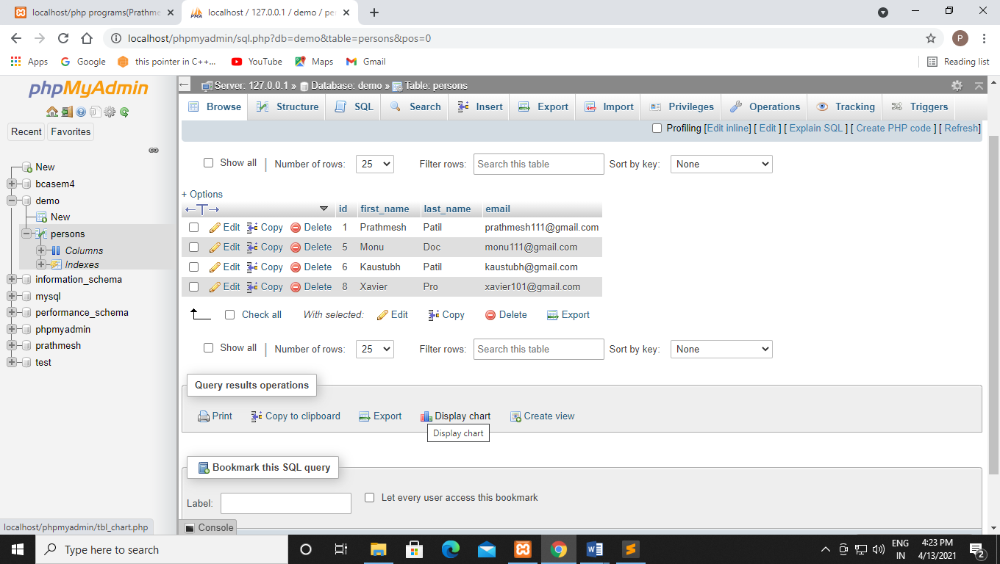 localhost/php programs(Prathme
localhost / 127.0.0.1 / demo / pe
localhost/phpmyadmin/sql.php?db=demo&table=persons&pos=0
P
Apps Google this pointer in C++... YouTube Maps Gmail Reading list
phpMyAdmin
Recent Favorites
New
bcasem4
demo
New
persons
Columns
Indexes
information_schema
mysql
performance_schema
phpmyadmin
prathmesh
test
Server: 127.0.0.1 » Database: demo » Table: persons
Browse Structure SQL Search Insert Export Import Privileges Operations Tracking Triggers
Profiling [Edit inline] [ Edit ] [ Explain SQL ] [ Create PHP code ] [ Refresh]
Show all Number of rows: 25 Filter rows: Search this table Sort by key: None
+ Options
id first_name last_name email
Edit Copy Delete 1 Prathmesh Patil prathmesh111@gmail.com
Edit Copy Delete 5 Monu Doc monu111@gmail.com
Edit Copy Delete 6 Kaustubh Patil kaustubh@gmail.com
Edit Copy Delete 8 Xavier Pro xavier101@gmail.com
Check all With selected: Edit Copy Delete Export
Show all Number of rows: 25 Filter rows: Search this table Sort by key: None
Query results operations
Print Copy to clipboard Export Display chart Create view
Display chart
Bookmark this SQL query
Label: Let every user access this bookmark
localhost/phpmyadmin/tbl_chart.php
Console
Type here to search
ENG
IN
4:23 PM
4/13/2021
2